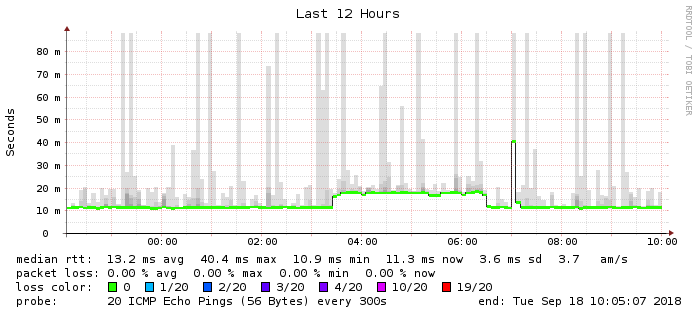 Last 12 Hours
RRDTOOL / TOBI OETIKER
Seconds
80 m
70 m
60 m
50 m
40 m
30 m
20 m
10 m
0
00:00 02:00 04:00 06:00 08:00 10:00
median rtt: 13.2 ms avg 40.4 ms max 10.9 ms min 11.3 ms now 3.6 ms sd 3.7 am/s
packet loss: 0.00 % avg 0.00 % max 0.00 % min 0.00 % now
loss color: 0 1/20 2/20 3/20 4/20 10/20 19/20
probe: 20 ICMP Echo Pings (56 Bytes) every 300s end: Tue Sep 18 10:05:07 2018